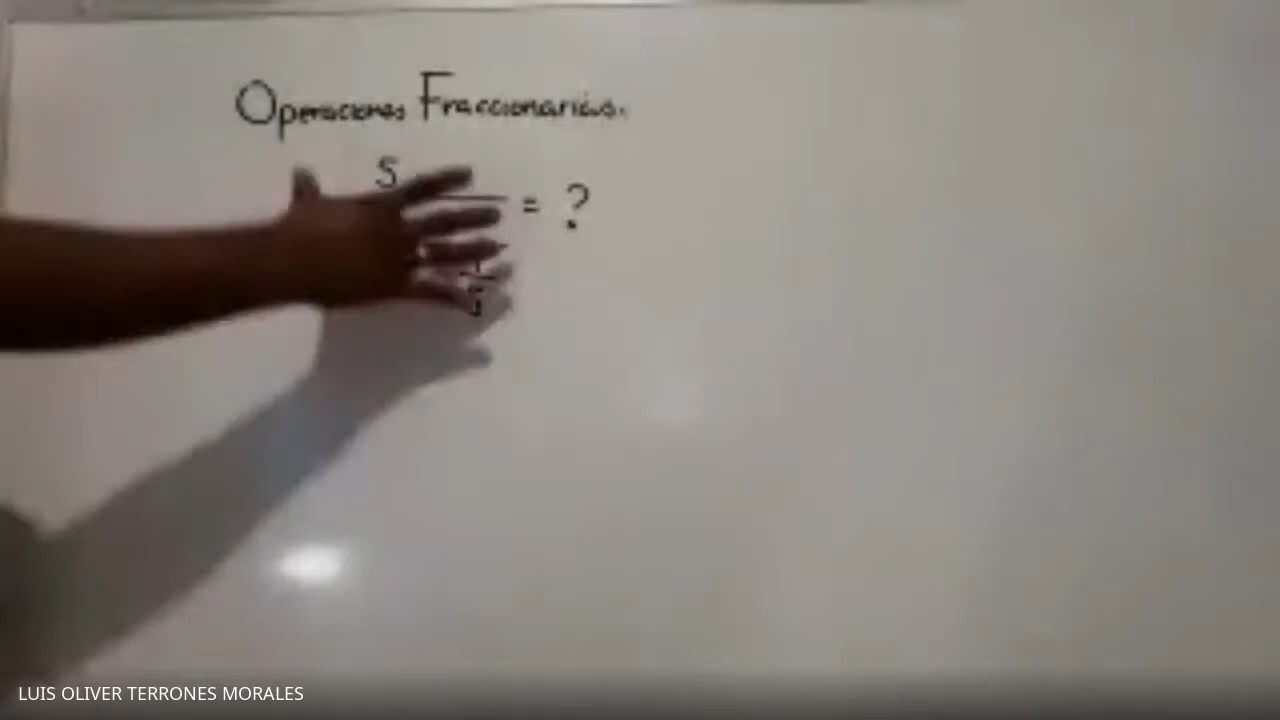 Operaciones Fraccionarias.
5
= ?
LUIS OLIVER TERRONES MORALES